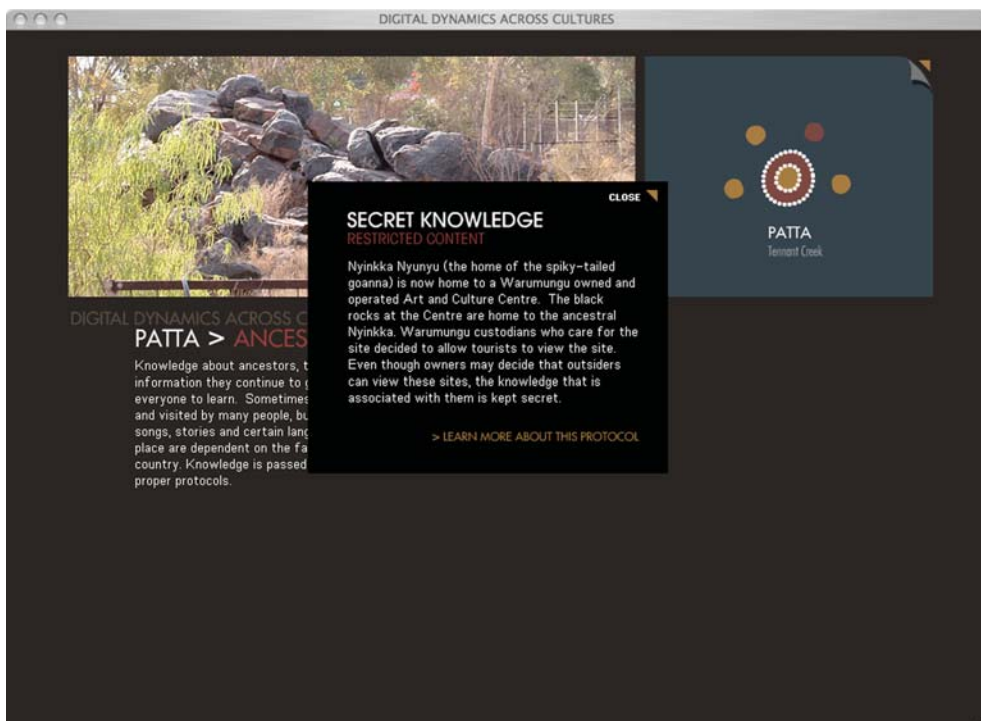 DIGITAL DYNAMICS ACROSS CULTURES
PATTA
Tennant Creek
CLOSE
SECRET KNOWLEDGE
RESTRICTED CONTENT
Nyinkka Nyunyu (the home of the spiky-tailed
goanna) is now home to a Warumungu owned and
operated Art and Culture Centre. The black
rocks at the Centre are home to the ancestral
Nyinkka. Warumungu custodians who care for the
site decided to allow tourists to view the site.
Even though owners may decide that outsiders
can view these sites, the knowledge that is
associated with them is kept secret.
> LEARN MORE ABOUT THIS PROTOCOL
DIGITAL DYNAMICS ACROSS C
PATTA > ANCES
Knowledge about ancestors, t
information they continue to
everyone to learn. Sometimes
and visited by many people, bu
songs, stories and certain lang
place are dependent on the fa
country. Knowledge is passed
proper protocols.